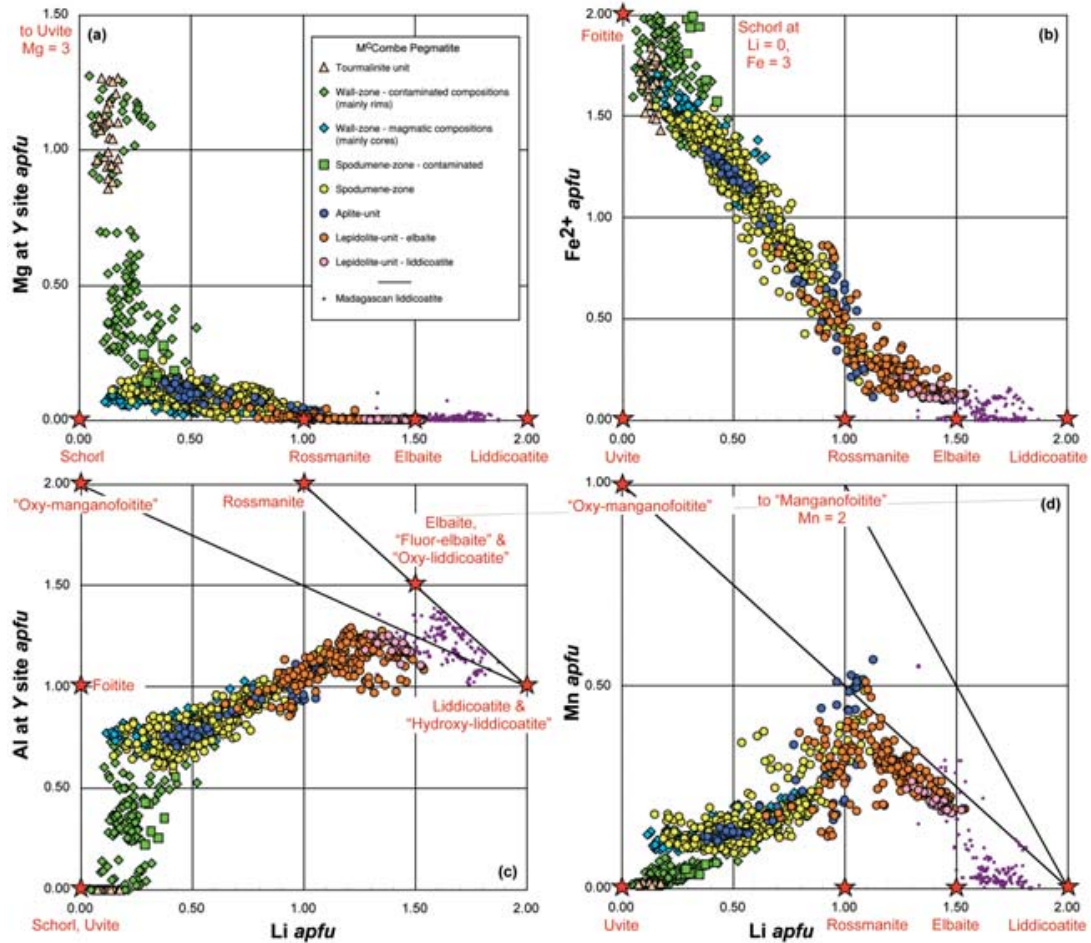 1.50
to Uvite
Mg = 3
(a)
MᶜCombe Pegmatite
Tourmalinite unit
Wall-zone - contaminated compositions
(mainly rims)
Wall-zone - magmatic compositions
(mainly cores)
Spodumene-zone - contaminated
Spodumene-zone
Aplite-unit
Lepidolite-unit - elbaite
Lepidolite-unit - liddicoatite
Madagascan liddicoatite
Mg at Y site apfu
1.00
0.50
0.00
0.00
0.50
1.00
1.50
2.00
Schorl
Rossmanite
Elbaite
Liddicoatite
2.00
Foitite
Schorl at
Li = 0,
Fe = 3
(b)
Fe2+ apfu
1.50
1.00
0.50
0.00
0.00
0.50
1.00
1.50
2.00
Uvite
Rossmanite
Elbaite
Liddicoatite
2.00
"Oxy-manganofoitite"
Rossmanite
Elbaite,
"Fluor-elbaite" &
"Oxy-liddicoatite"
Al at Y site apfu
1.50
1.00
Foitite
Liddicoatite &
"Hydroxy-liddicoatite"
0.50
0.00
(c)
0.00
0.50
1.00
1.50
2.00
Schorl, Uvite
Li apfu
1.00
"Oxy-manganofoitite"
to "Manganofoitite"
Mn = 2
(d)
Mn apfu
0.50
0.00
0.00
0.50
1.00
1.50
2.00
Uvite
Rossmanite
Elbaite
Liddicoatite
Li apfu